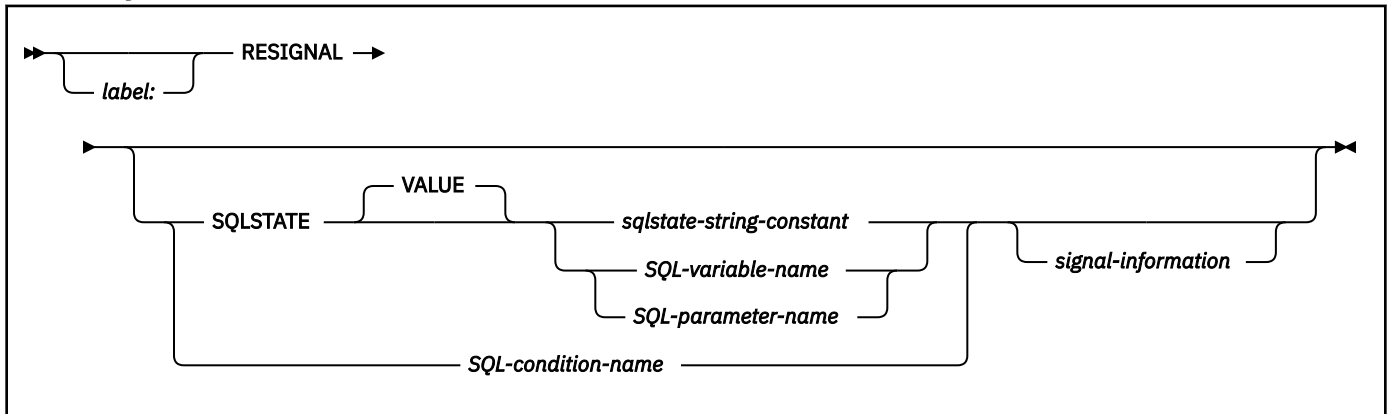 RESIGNAL
label:
VALUE
SQLSTATE sqlstate-string-constant
SQL-variable-name signal-information
SQL-parameter-name
SQL-condition-name